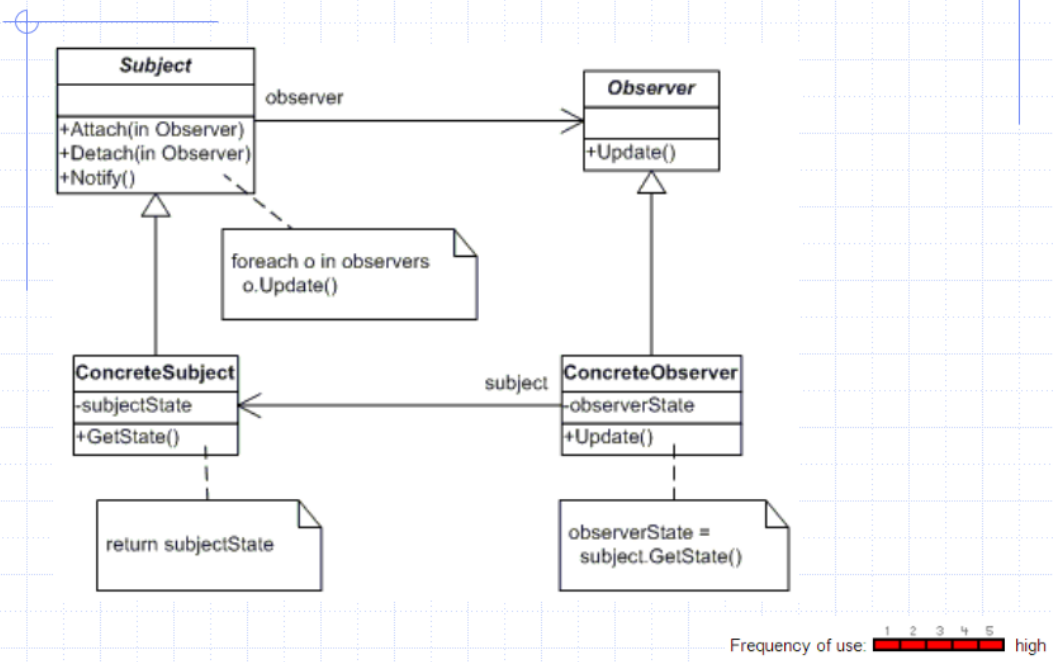 Subject
+Attach(in Observer)
+Detach(in Observer)
+Notify()
observer
Observer
+Update()
foreach o in observers
o.Update()
ConcreteSubject
-subjectState
+GetState()
subject
ConcreteObserver
-observerState
+Update()
return subjectState
observerState =
subject.GetState()
1 2 3 4 5
Frequency of use: high